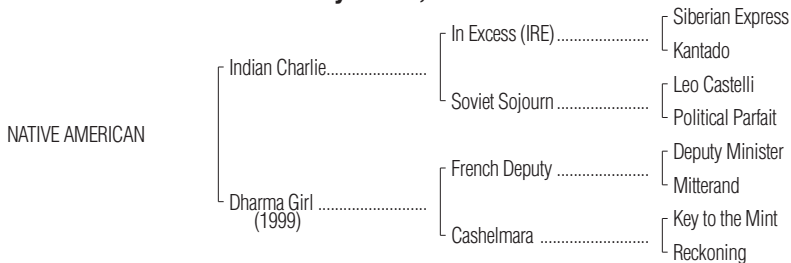 Siberian Express
In Excess (IRE)....................
Kantado
Indian Charlie......................
Leo Castelli
Soviet Sojourn ....................
Political Parfait
NATIVE AMERICAN
Deputy Minister
French Deputy ....................
Mitterand
Dharma Girl ........................
(1999)
Key to the Mint
Cashelmara ........................
Reckoning